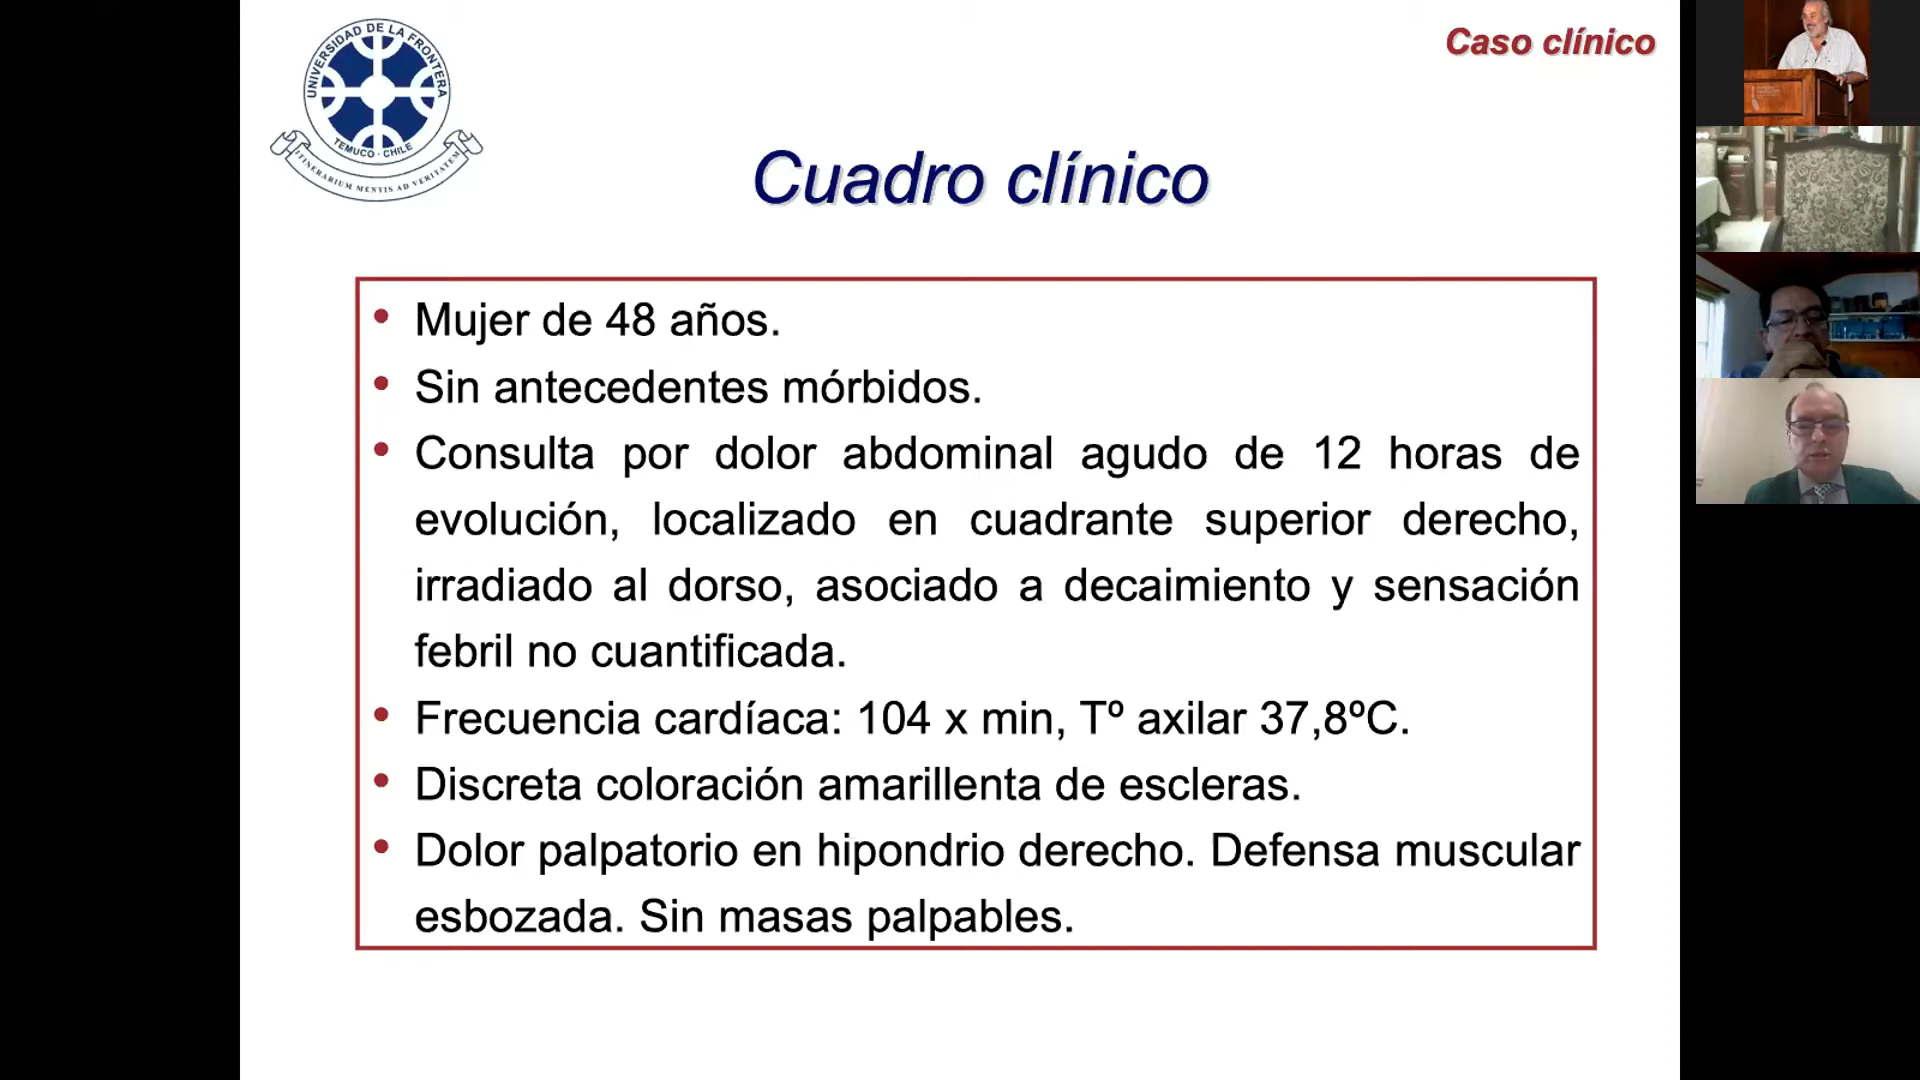 UNIVERSIDAD DE LA FRONTERA
TEMUCO - CHILE
ITINERARIUM MENTIS AD VERITATEM
Caso clínico
Cuadro clínico
• Mujer de 48 años.
• Sin antecedentes mórbidos.
• Consulta por dolor abdominal agudo de 12 horas de
evolución, localizado en cuadrante superior derecho,
irradiado al dorso, asociado a decaimiento y sensación
febril no cuantificada.
• Frecuencia cardíaca: 104 x min, Tº axilar 37,8ºC.
• Discreta coloración amarillenta de escleras.
• Dolor palpatorio en hipondrio derecho. Defensa muscular
esbozada. Sin masas palpables.